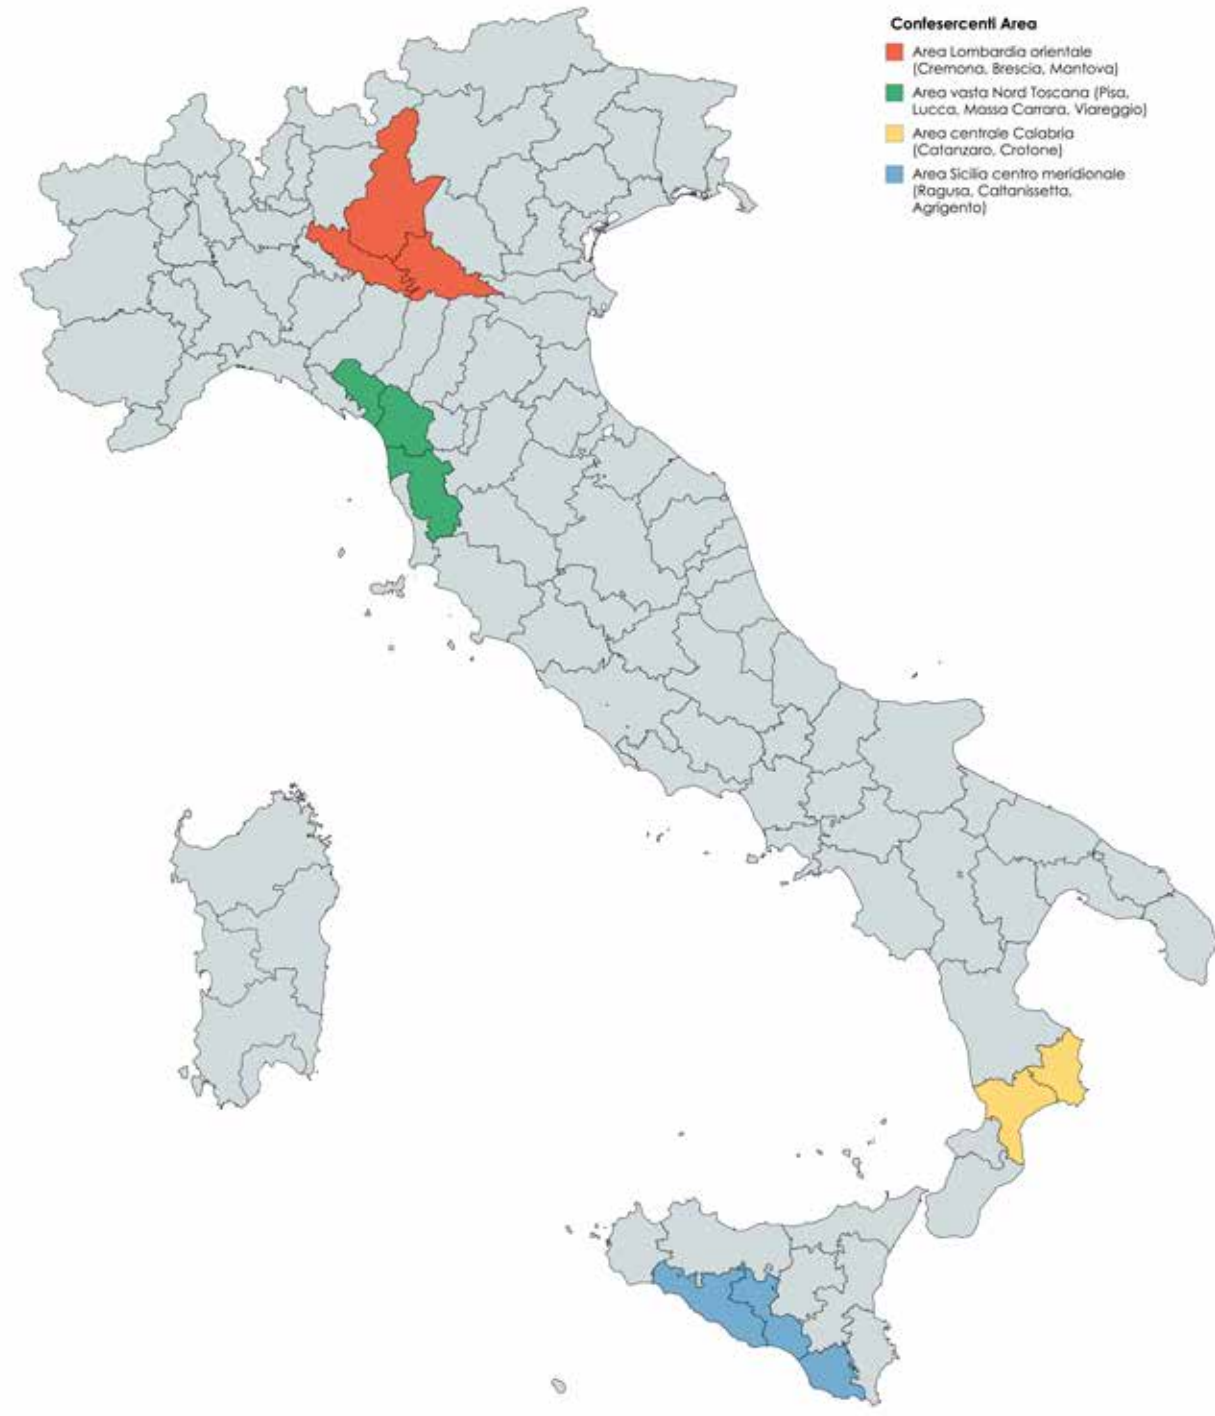 Confesercenti Area
Area Lombardia orientale
(Cremona, Brescia, Mantova)
Area vasta Nord Toscana (Pisa,
Lucca, Massa Carrara, Viareggio)
Area centrale Calabria
(Catanzaro, Crotone)
Area Sicilia centro meridionale
(Ragusa, Caltanissetta,
Agrigento)